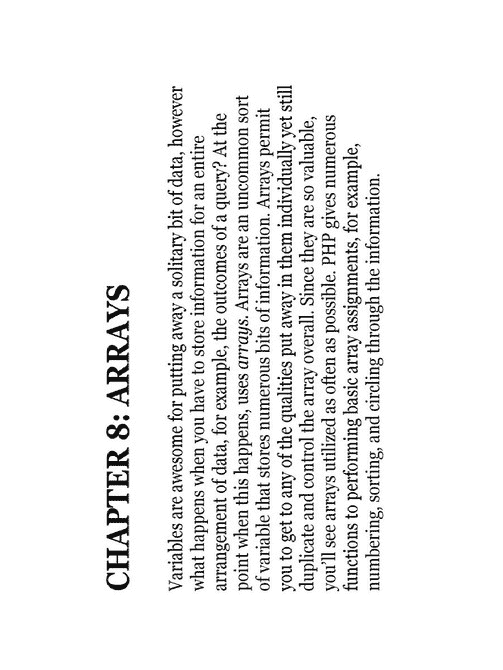 CHAPTER 8: ARRAYS
Variables are awesome for putting away a solitary bit of data, however
what happens when you have to store information for an entire
arrangement of data, for example, the outcomes of a query? At the
point when this happens, uses arrays. Arrays are an uncommon sort
of variable that stores numerous bits of information. Arrays permit
you to get to any of the qualities put away in them individually yet still
duplicate and control the array overall. Since they are so valuable,
you'll see arrays utilized as often as possible. PHP gives numerous
functions to performing basic array assignments, for example,
numbering, sorting, and circling through the information.